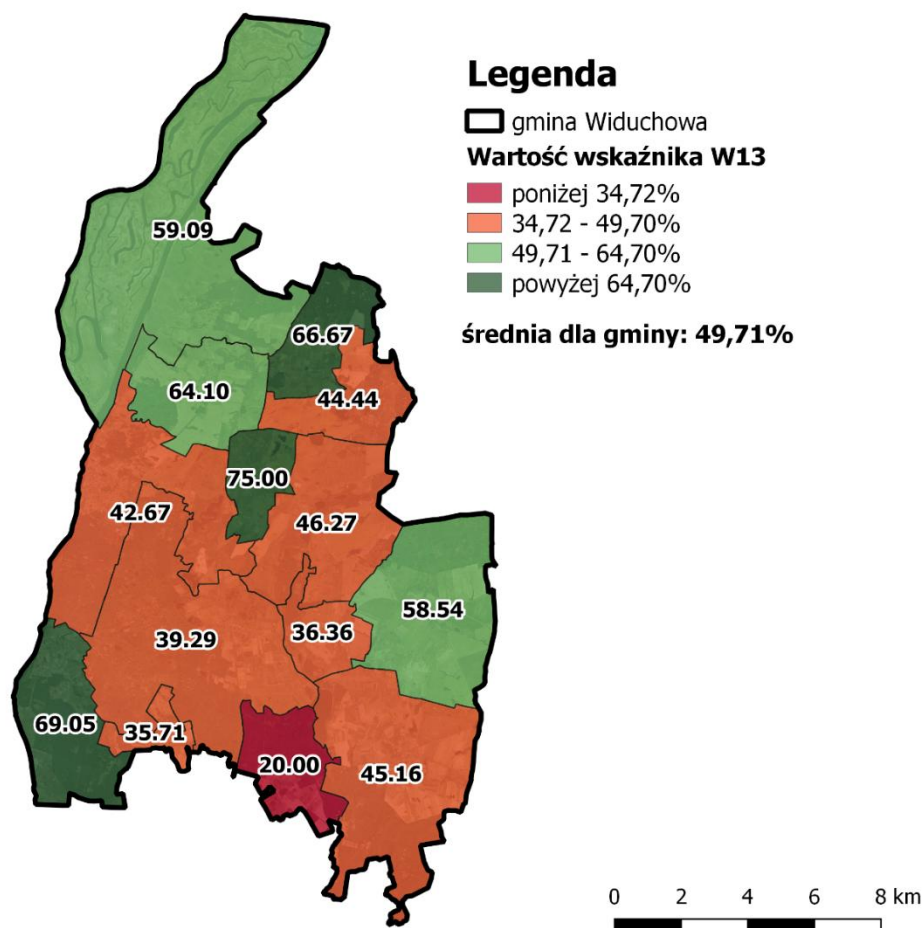 Legenda
gmina Widuchowa
Wartość wskaźnika W13
poniżej 34,72%
34,72 - 49,70%
49,71 - 64,70%
powyżej 64,70%
średnia dla gminy: 49,71%
59.09
66.67
64.10
44.44
75.00
42.67
46.27
58.54
39.29
36.36
69.05
35.71
20.00
45.16
0 2 4 6 8 km